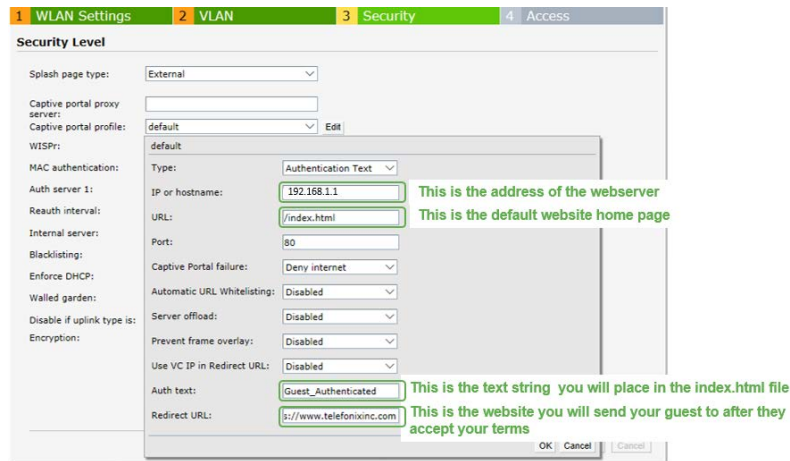 1 WLAN Settings 2 VLAN 3 Security 4 Access
Security Level
Splash page type: External
Captive portal proxy
server:
Captive portal profile: default Edit
WISPr: default
MAC authentication: Type: Authentication Text
Auth server 1: IP or hostname: 192.168.1.1 This is the address of the webserver
Reauth interval: URL: /index.html This is the default website home page
Internal server: Port: 80
Blacklisting: Captive Portal failure: Deny internet
Enforce DHCP:
Walled garden: Automatic URL Whitelisting: Disabled
Disable if uplink type is: Server offload: Disabled
Encryption: Prevent frame overlay: Disabled
Use VC IP in Redirect URL: Disabled
Auth text: Guest_Authenticated This is the text string you will place in the index.html file
Redirect URL: s://www.telefonixinc.com This is the website you will send your guest to after they
accept your terms
OK Cancel Cancel